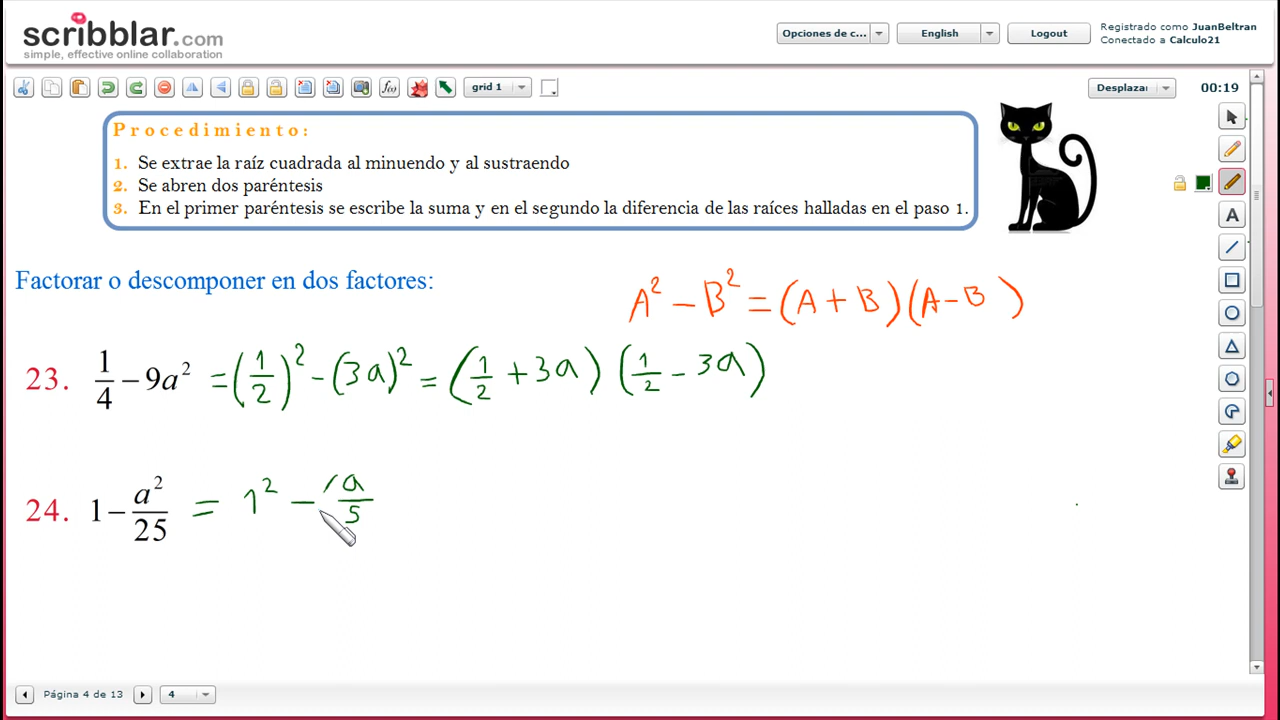 scribblar.com
simple, effective online collaboration
Opciones de c... English Logout
Registrado como JuanBeltran
Conectado a Calculo21
f(x) grid 1 Desplazar 00:19
Procedimiento:
1. Se extrae la raíz cuadrada al minuendo y al sustraendo
2. Se abren dos paréntesis
3. En el primer paréntesis se escribe la suma y en el segundo la diferencia de las raíces halladas en el paso 1.
A
Factorar o descomponer en dos factores:
A² − B² = (A + B)(A − B )
23. 1/4 − 9a² = (1/2)² − (3a)² = (1/2 + 3a) (1/2 − 3a)
24. 1 − a²/25 = 1² − (a/5
Página 4 de 13 4